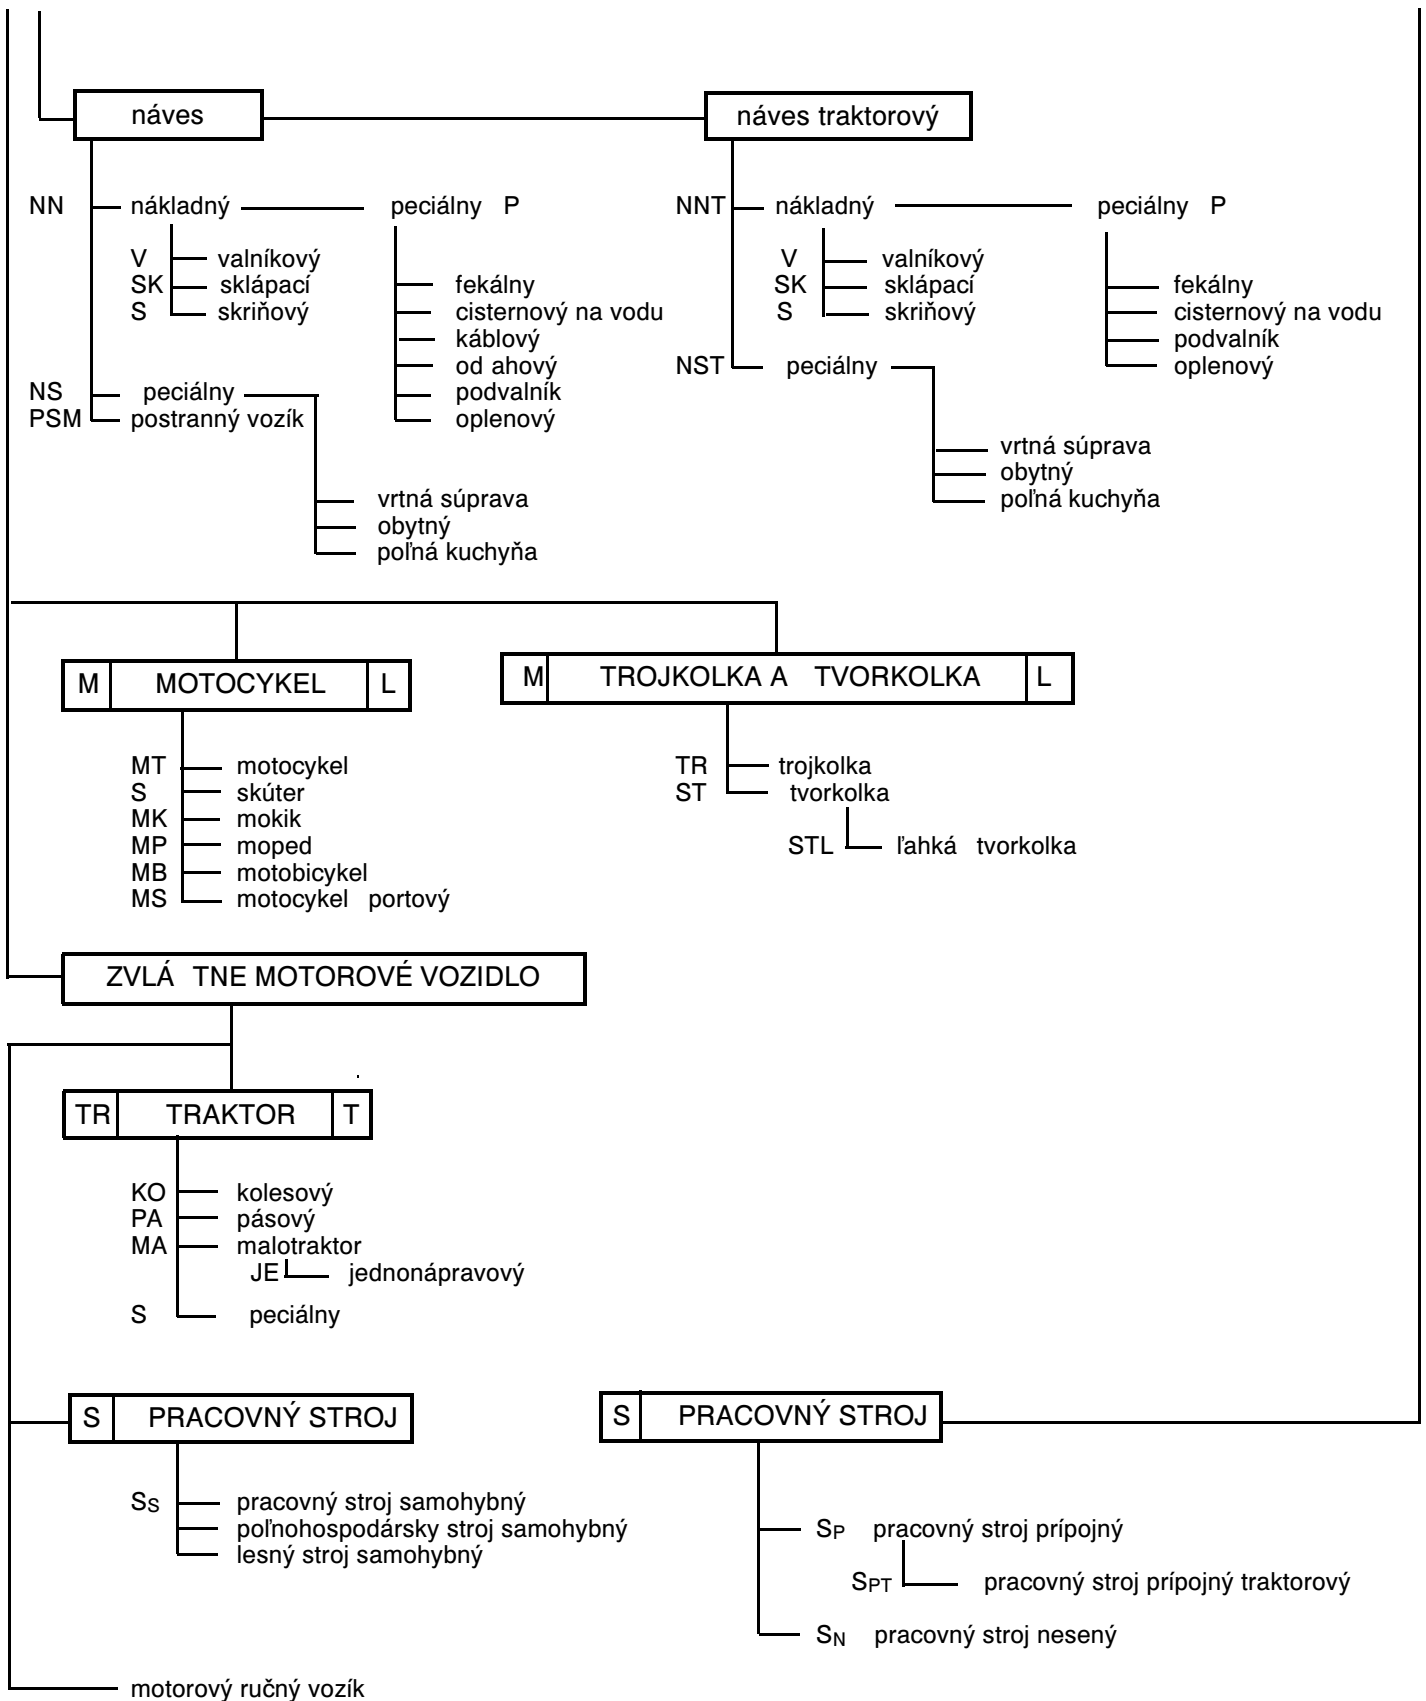 náves
náves traktorový
NN nákladný peciálny P
NNT nákladný peciálny P
V valníkový
SK sklápací
S skriňový
fekálny
cisternový na vodu
káblový
od ahový
podvalník
oplenový
V valníkový
SK sklápací
S skriňový
fekálny
cisternový na vodu
podvalník
oplenový
NS peciálny
PSM postranný vozík
vrtná súprava
obytný
poľná kuchyňa
NST peciálny
vrtná súprava
obytný
poľná kuchyňa
M MOTOCYKEL L
MT motocykel
S skúter
MK mokik
MP moped
MB motobicykel
MS motocykel portový
M TROJKOLKA A TVORKOLKA L
TR trojkolka
ST tvorkolka
STL ľahká tvorkolka
ZVLÁ TNE MOTOROVÉ VOZIDLO
TR TRAKTOR T
KO kolesový
PA pásový
MA malotraktor
JE jednonápravový
S peciálny
S PRACOVNÝ STROJ
SS pracovný stroj samohybný
poľnohospodársky stroj samohybný
lesný stroj samohybný
S PRACOVNÝ STROJ
SP pracovný stroj prípojný
SPT pracovný stroj prípojný traktorový
SN pracovný stroj nesený
motorový ručný vozík